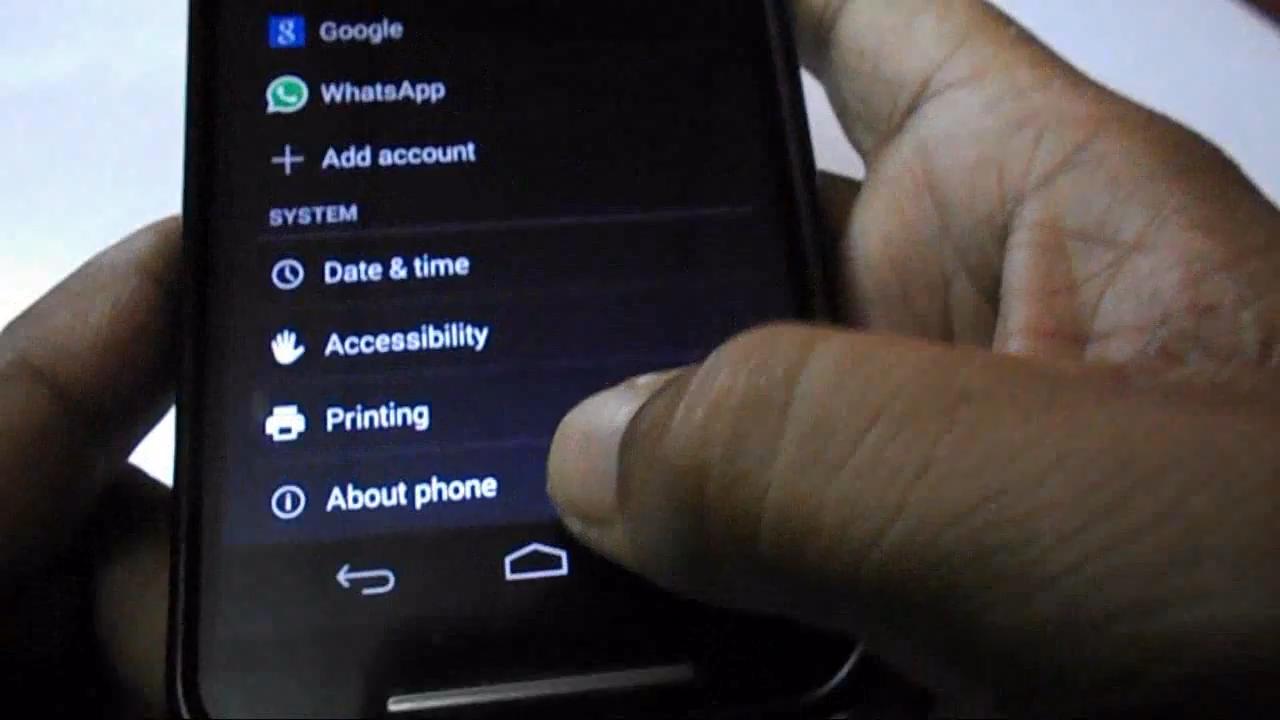 Google
WhatsApp
Add account
SYSTEM
Date & time
Accessibility
Printing
About phone